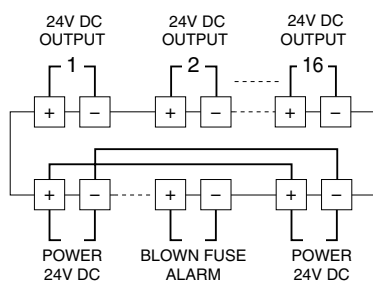 24V DC 24V DC 24V DC
OUTPUT OUTPUT OUTPUT
1 2 16
+ − + − + −
+ − + − + −
POWER BLOWN FUSE POWER
24V DC ALARM 24V DC